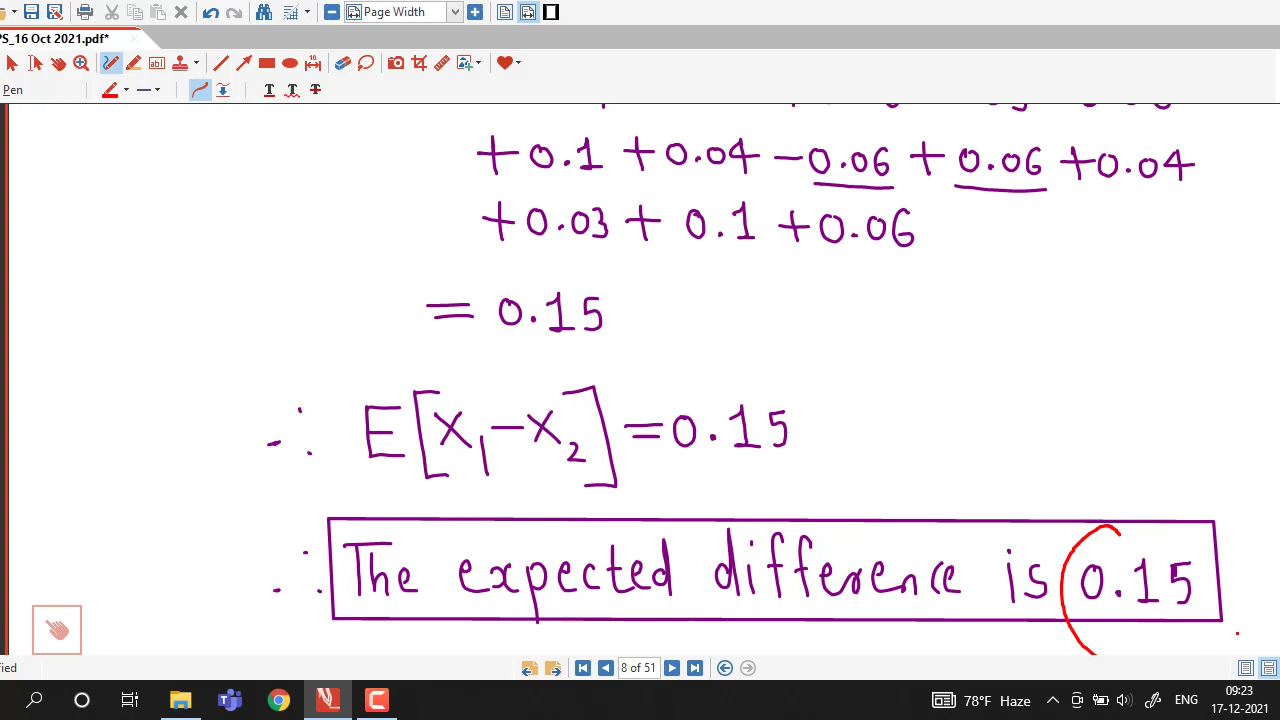 Page Width
PS_16 Oct 2021.pdf*
Pen
+0.1 +0.04 -0.06 +0.06 +0.04
+0.03 + 0.1 +0.06
= 0.15
∴ E[X₁-X₂] = 0.15
∴ The expected difference is 0.15
fied
8 of 51
78°F Haze
ENG
09:23
17-12-2021